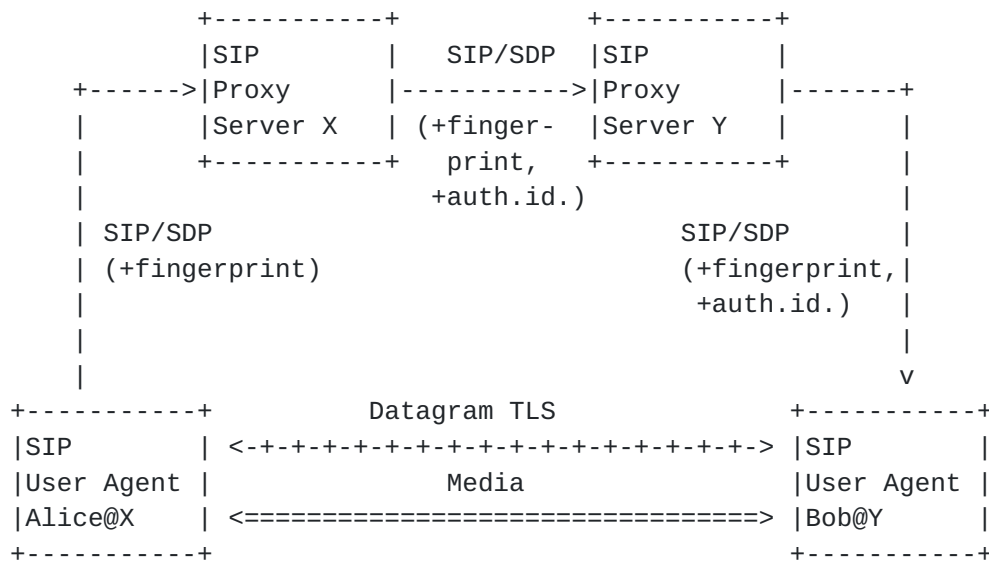 SIP SIP/SDP SIP
Proxy Proxy
Server X (+finger- Server Y
print,
+auth.id.)
SIP/SDP SIP/SDP
(+fingerprint) (+fingerprint,
+auth.id.)
Datagram TLS
SIP SIP
User Agent Media User Agent
Alice@X Bob@Y